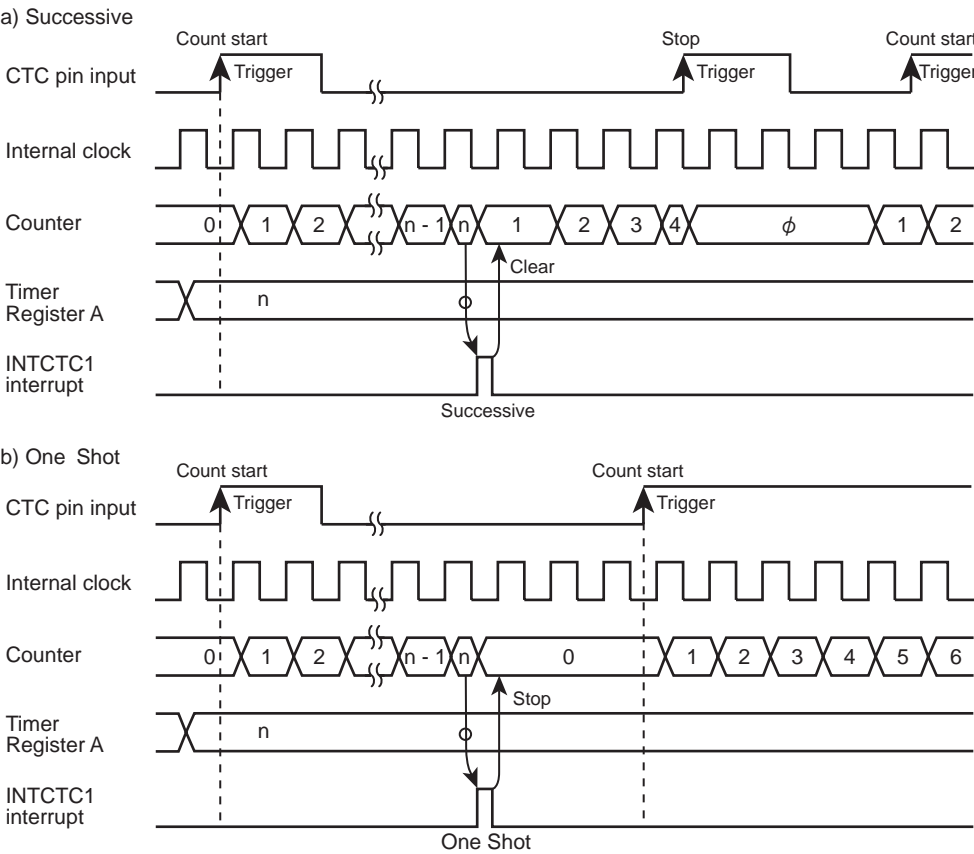 a) Successive
Count start Stop Count start
CTC pin input Trigger Trigger Trigger
Internal clock
Counter 0 1 2 n - 1 n 1 2 3 4 ϕ 1 2
Clear
Timer
Register A n
INTCTC1
interrupt
Successive
b) One Shot
Count start Count start
CTC pin input Trigger Trigger
Internal clock
Counter 0 1 2 n - 1 n 0 1 2 3 4 5 6
Stop
Timer
Register A n
INTCTC1
interrupt
One Shot